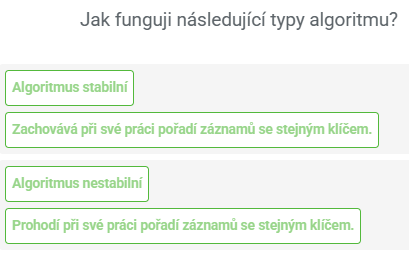 Jak funguji následující typy algoritmu?
Algoritmus stabilní
Zachovává při své práci pořadí záznamů se stejným klíčem.
Algoritmus nestabilní
Prohodí při své práci pořadí záznamů se stejným klíčem.